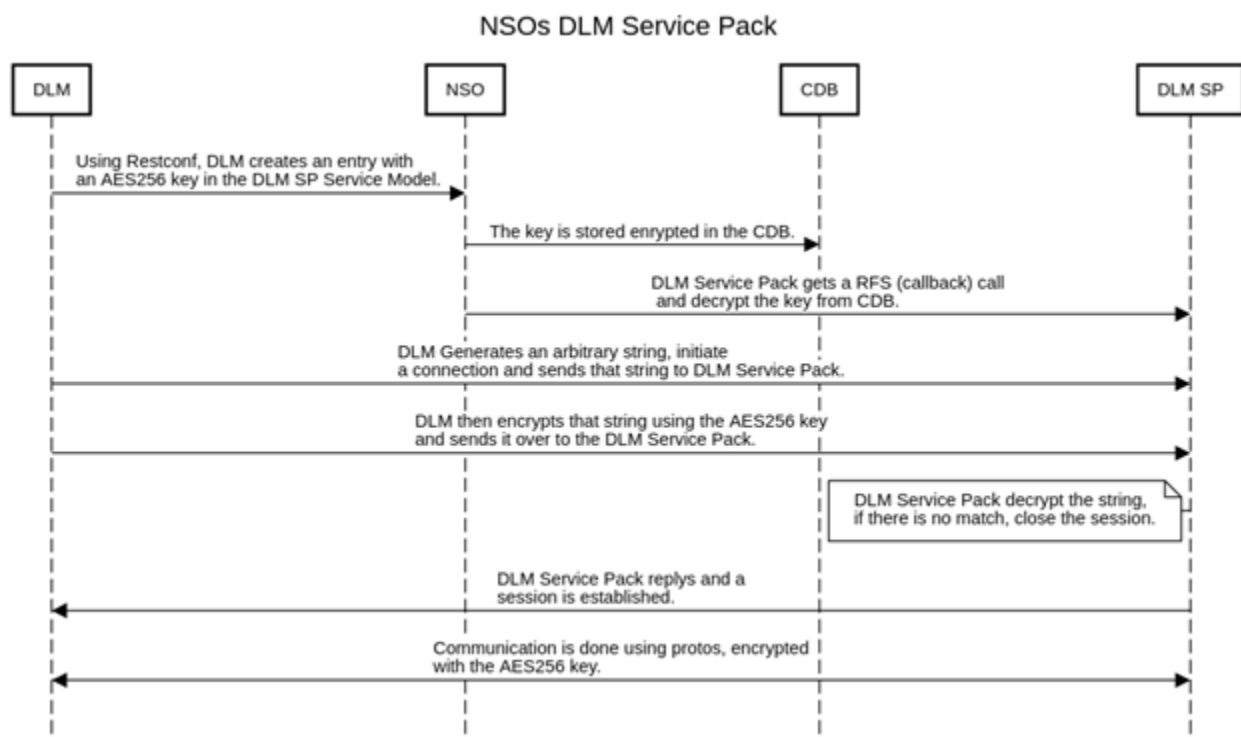 NSOs DLM Service Pack
DLM
NSO
CDB
DLM SP
Using Restconf, DLM creates an entry with
an AES256 key in the DLM SP Service Model.
The key is stored enrypted in the CDB.
DLM Service Pack gets a RFS (callback) call
and decrypt the key from CDB.
DLM Generates an arbitrary string, initiate
a connection and sends that string to DLM Service Pack.
DLM then encrypts that string using the AES256 key
and sends it over to the DLM Service Pack.
DLM Service Pack decrypt the string,
if there is no match, close the session.
DLM Service Pack replys and a
session is established.
Communication is done using protos, encrypted
with the AES256 key.